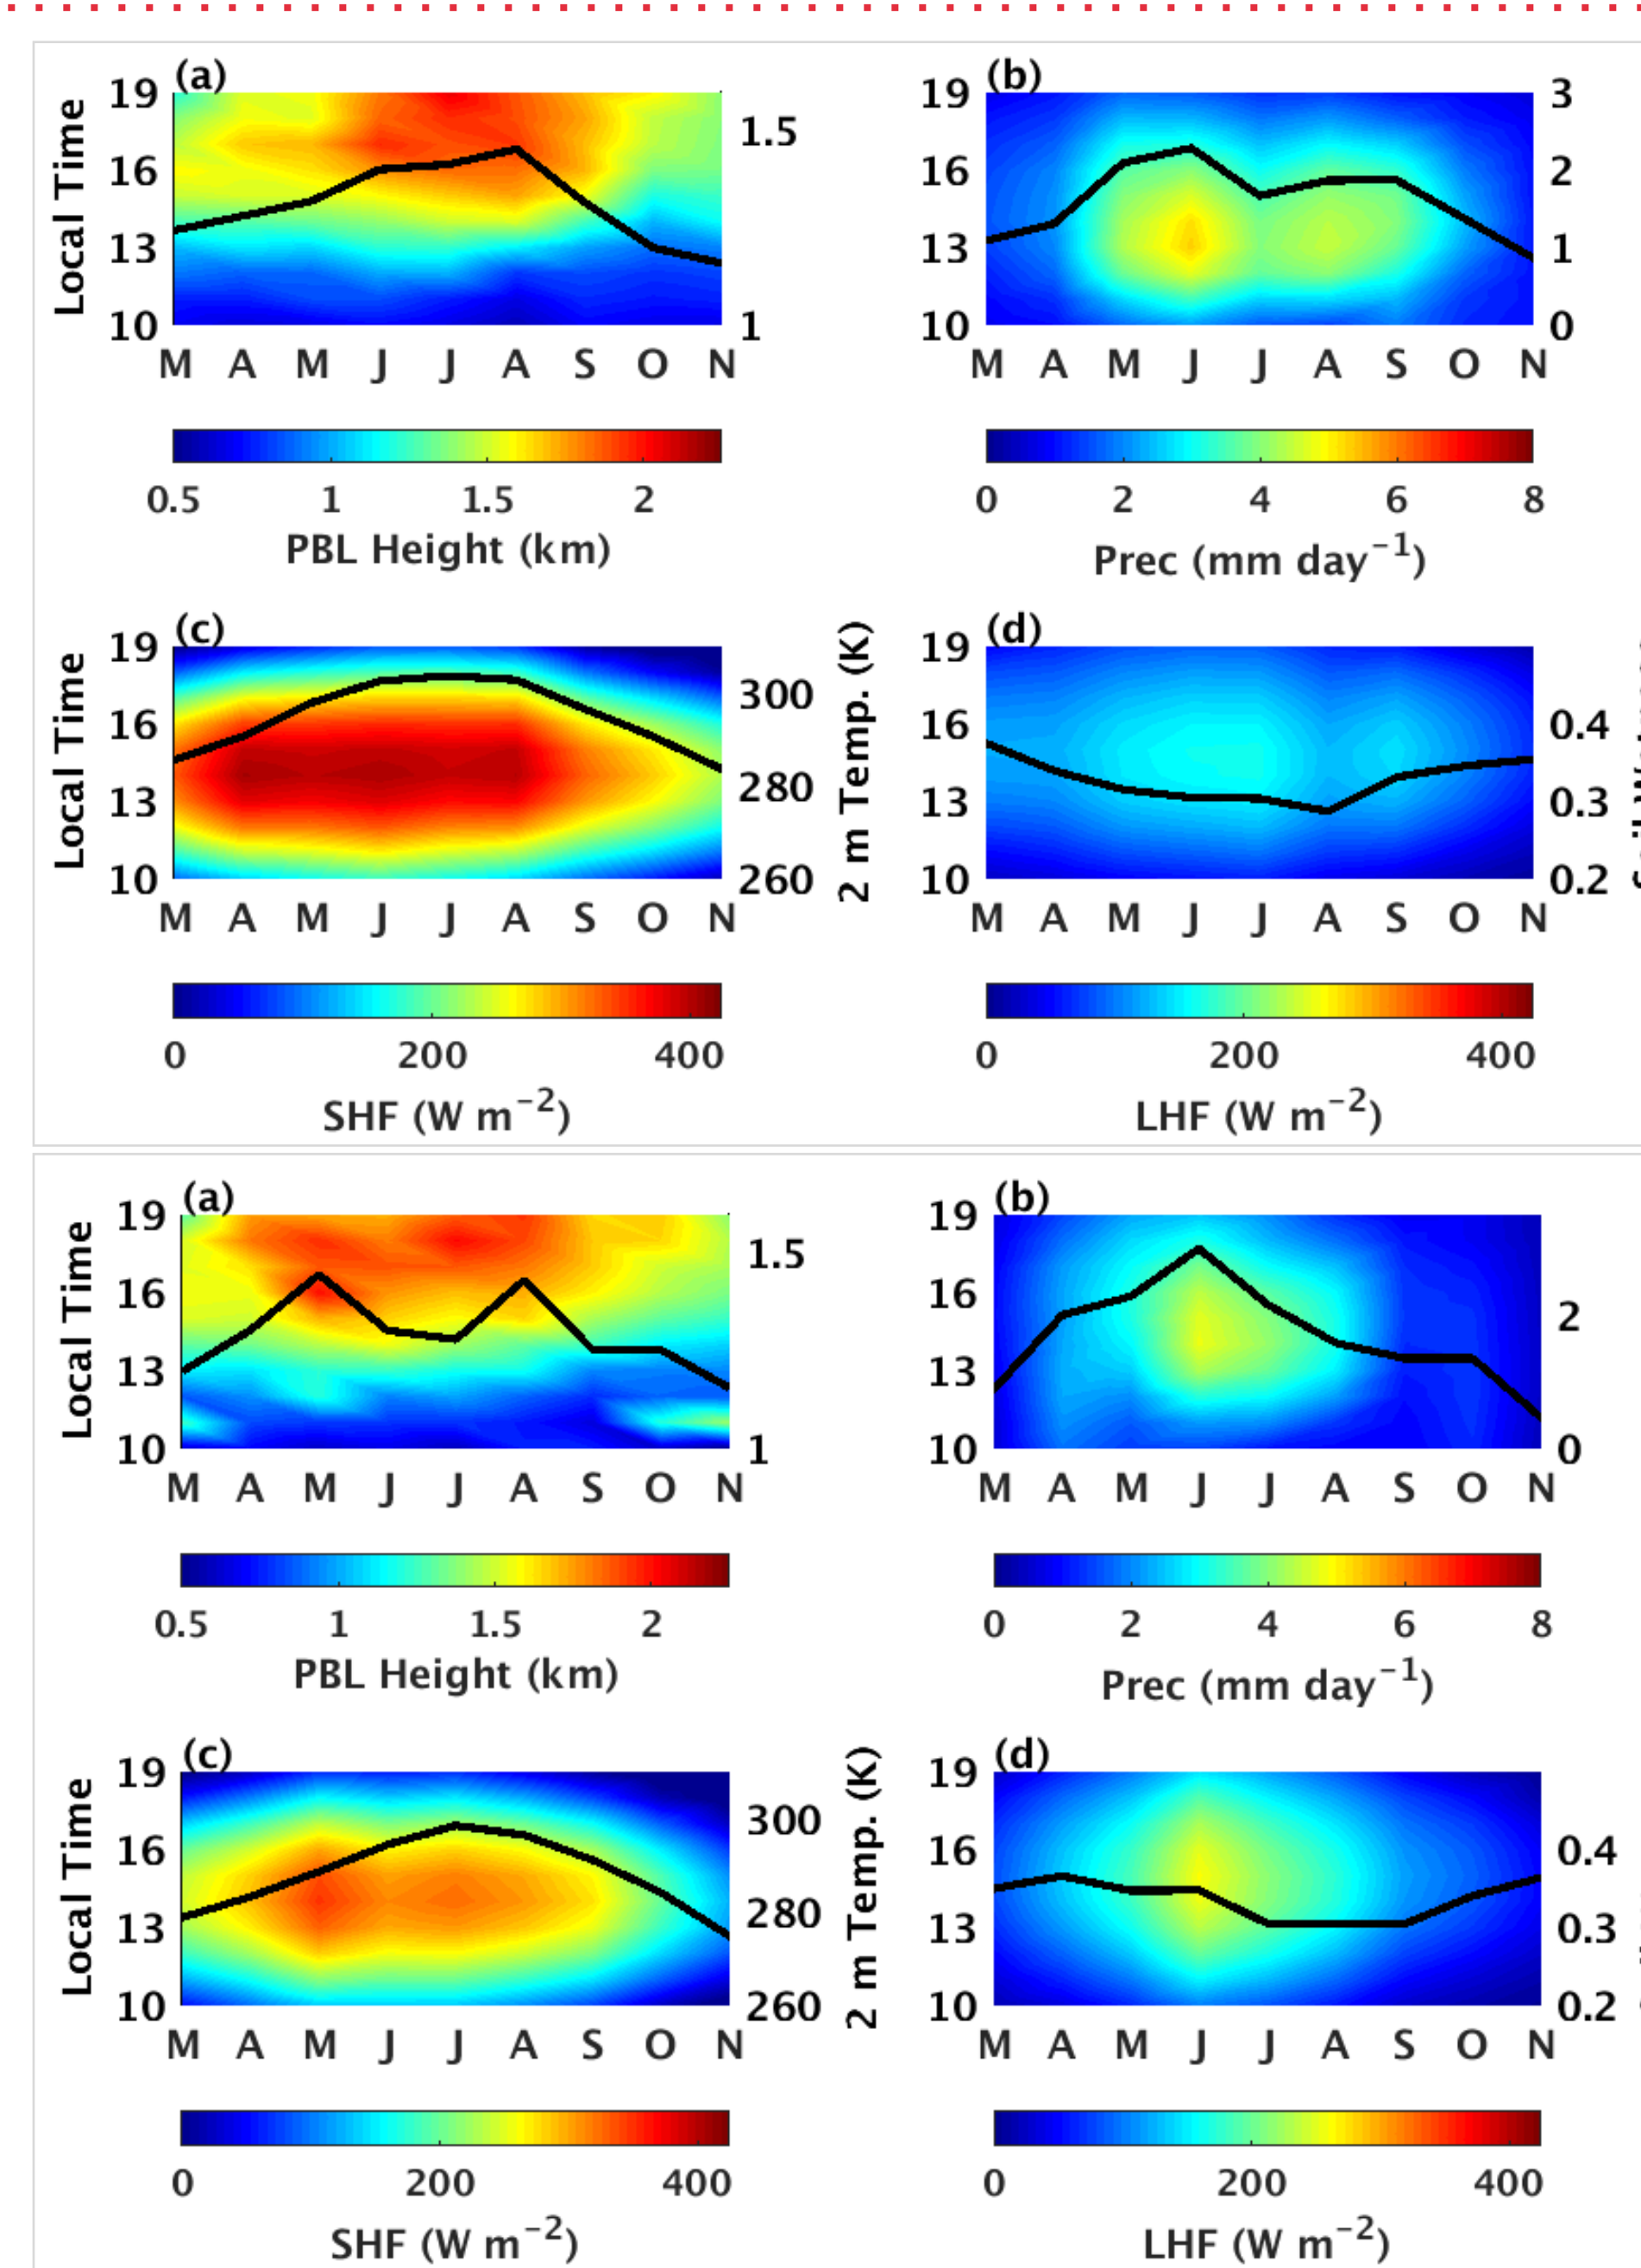 (a)
19
16
13
10
Local Time
1.5
1
M A M J J A S O N
0.5 1 1.5 2
PBL Height (km)
(b)
19
16
13
10
3
2
1
0
M A M J J A S O N
0 2 4 6 8
Prec (mm day⁻¹)
(c)
19
16
13
10
Local Time
300
280
260
2 m Temp. (K)
M A M J J A S O N
0 200 400
SHF (W m⁻²)
(d)
19
16
13
10
0.4
0.3
0.2
M A M J J A S O N
0 200 400
LHF (W m⁻²)
(a)
19
16
13
10
Local Time
1.5
1
M A M J J A S O N
0.5 1 1.5 2
PBL Height (km)
(b)
19
16
13
10
2
0
M A M J J A S O N
0 2 4 6 8
Prec (mm day⁻¹)
(c)
19
16
13
10
Local Time
300
280
260
2 m Temp. (K)
M A M J J A S O N
0 200 400
SHF (W m⁻²)
(d)
19
16
13
10
0.4
0.3
0.2
M A M J J A S O N
0 200 400
LHF (W m⁻²)